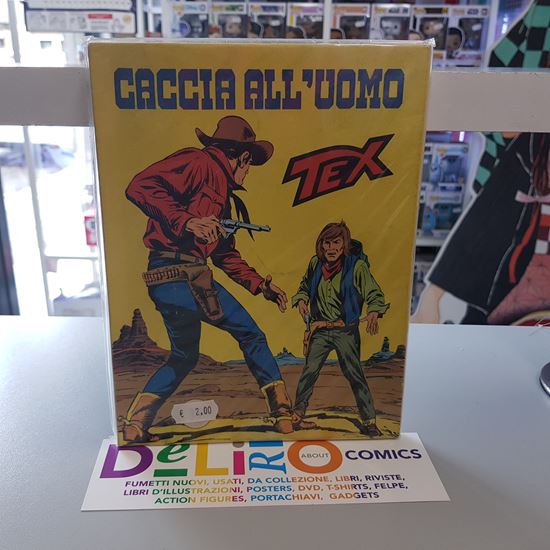 CACCIA ALL'UOMO
TEX
€ 2.00
DeLiRiO ABOUT COMICS
FUMETTI NUOVI, USATI, DA COLLEZIONE, LIBRI, RIVISTE,
LIBRI D'ILLUSTRAZIONI, POSTERS, DVD, T-SHIRTS, FELPE,
ACTION FIGURES, PORTACHIAVI, GADGETS